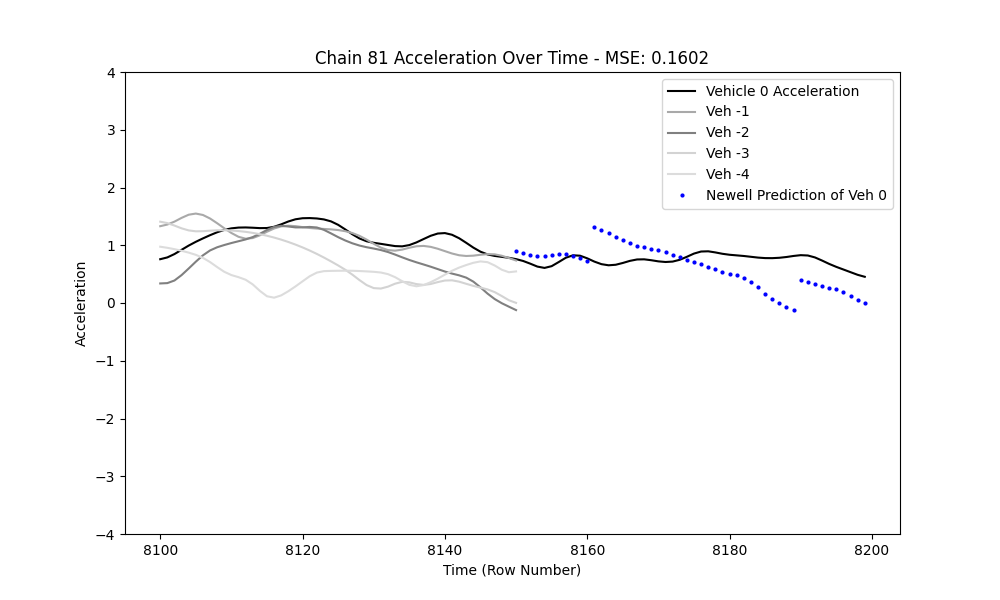 Chain 81 Acceleration Over Time - MSE: 0.1602
Acceleration
4
3
2
1
0
−1
−2
−3
−4
Vehicle 0 Acceleration
Veh -1
Veh -2
Veh -3
Veh -4
Newell Prediction of Veh 0
8100 8120 8140 8160 8180 8200
Time (Row Number)